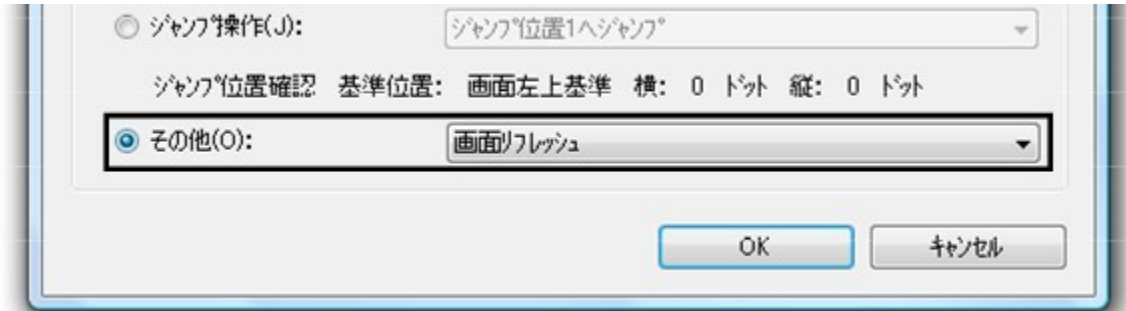 ジャンプ操作(J): ジャンプ位置1へジャンプ
ジャンプ位置確認 基準位置: 画面左上基準 横: 0 ドット 縦: 0 ドット
その他(O): 画面リフレッシュ
OK キャンセル